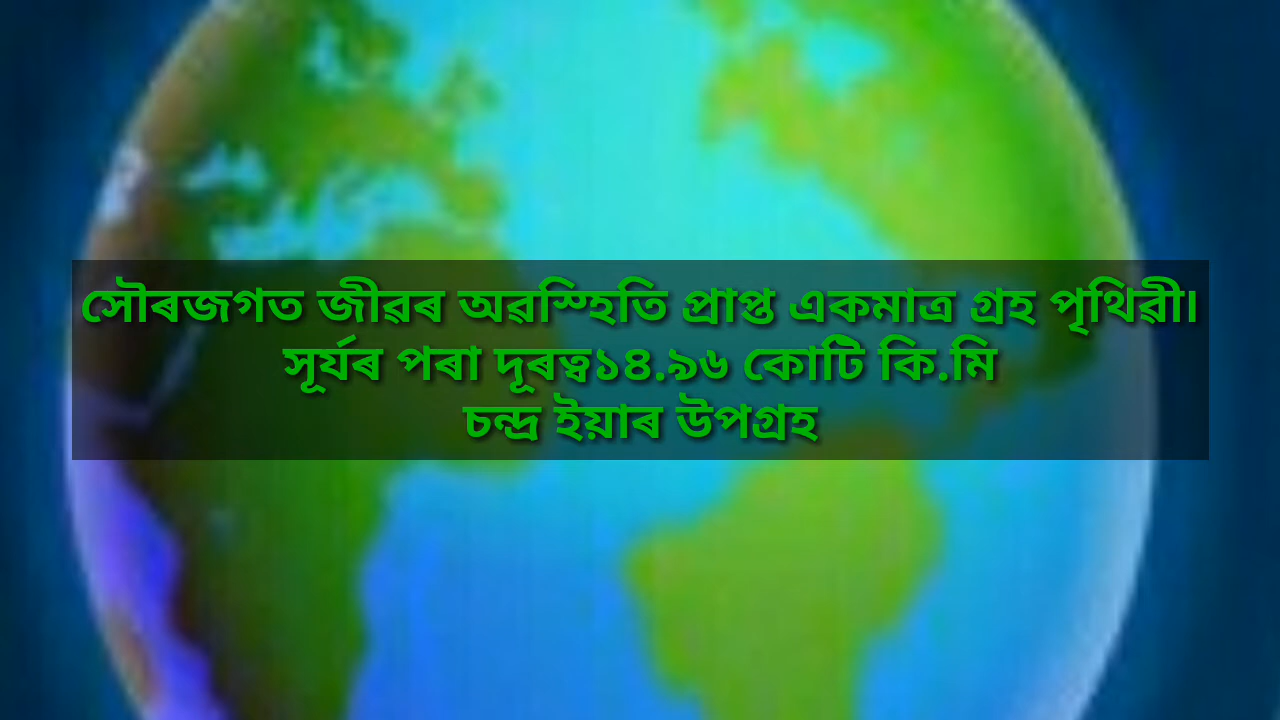 সৌৰজগত জীৱৰ অৱস্হিতি প্ৰাপ্ত একমাত্ৰ গ্ৰহ পৃথিৱী।
সূৰ্যৰ পৰা দূৰত্ব১৪.৯৬ কোটি কি.মি
চন্দ্ৰ ইয়াৰ উপগ্ৰহ